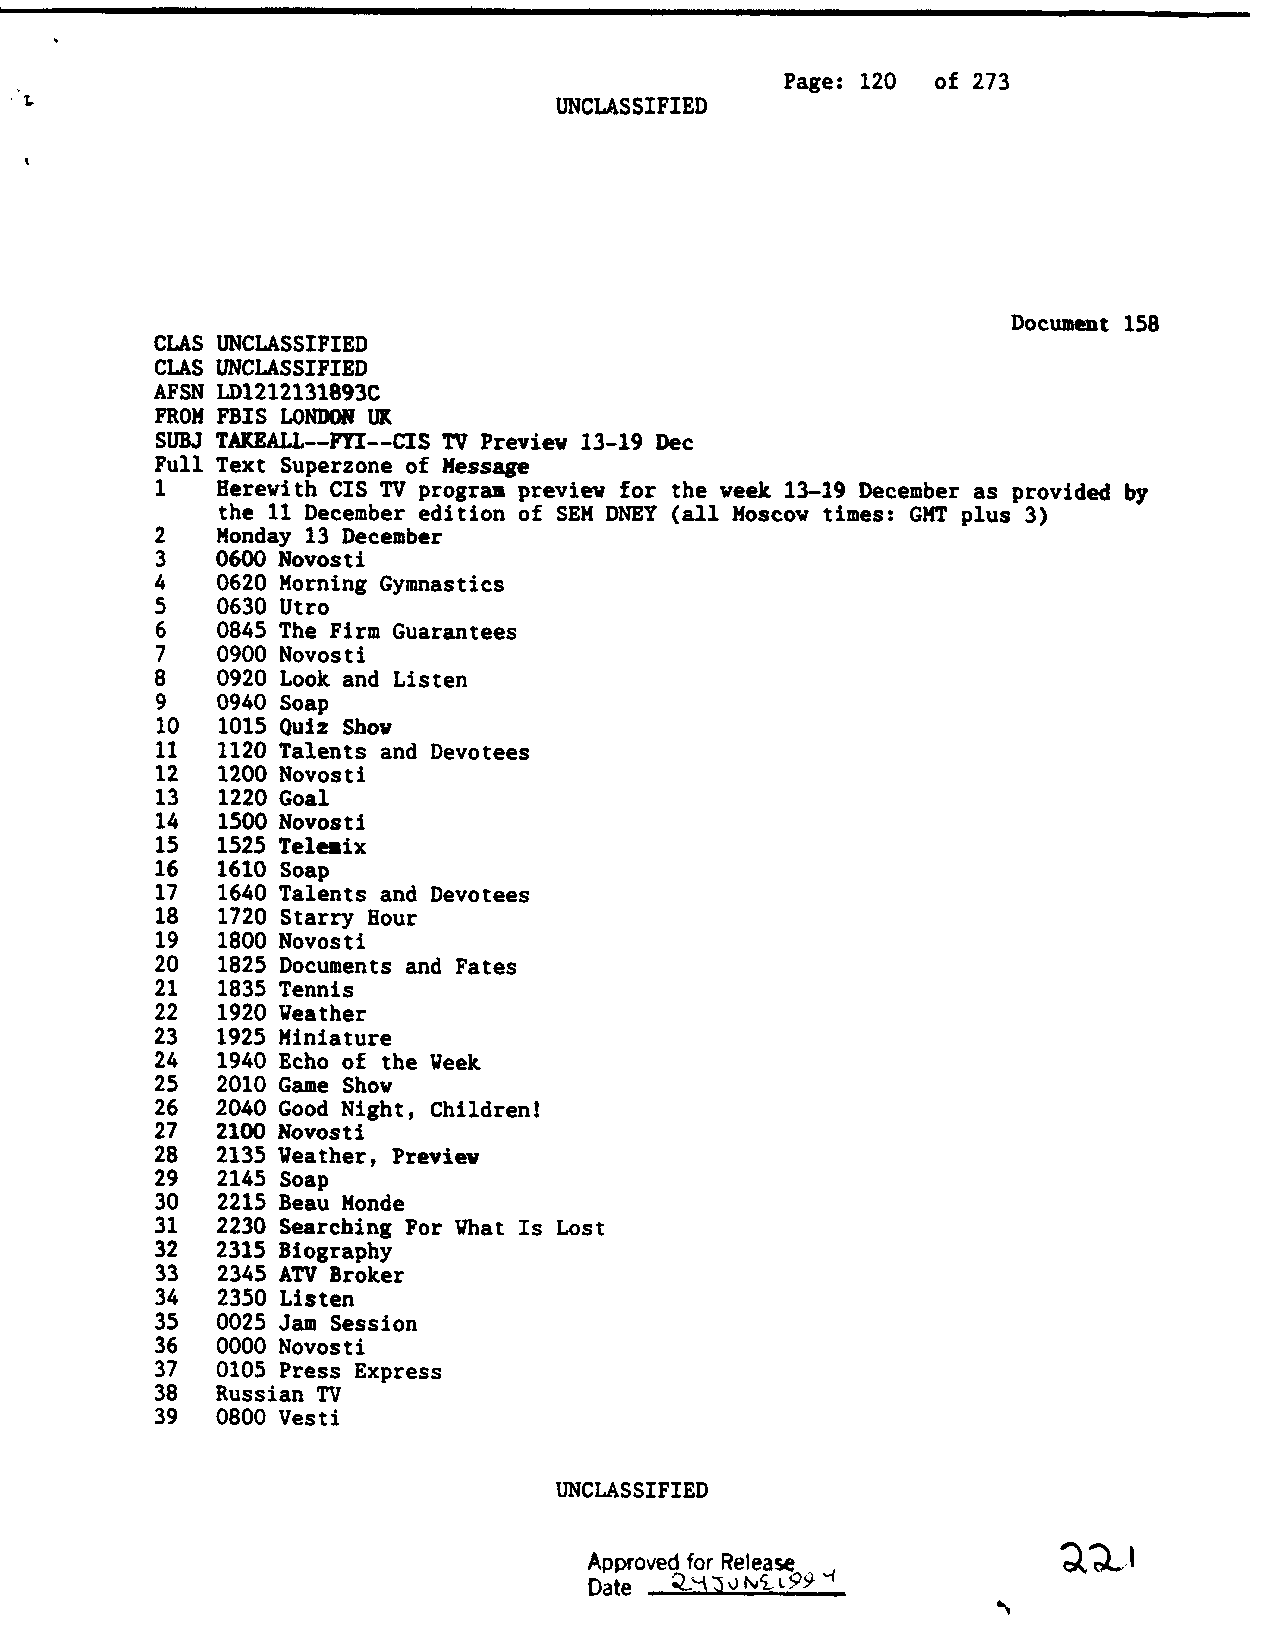 Page: 120 of 273
UNCLASSIFIED
Document 158
CLAS UNCLASSIFIED
CLAS UNCLASSIFIED
AFSN LD1212131893C
FROM FBIS LONDON UK
SUBJ TAKEALL--FYI--CIS TV Preview 13-19 Dec
Full Text Superzone of Message
1 Herewith CIS TV program preview for the week 13-19 December as provided by
the 11 December edition of SEM DNEY (all Moscow times: GMT plus 3)
2 Monday 13 December
3 0600 Novosti
4 0620 Morning Gymnastics
5 0630 Utro
6 0845 The Firm Guarantees
7 0900 Novosti
8 0920 Look and Listen
9 0940 Soap
10 1015 Quiz Show
11 1120 Talents and Devotees
12 1200 Novosti
13 1220 Goal
14 1500 Novosti
15 1525 Telemix
16 1610 Soap
17 1640 Talents and Devotees
18 1720 Starry Hour
19 1800 Novosti
20 1825 Documents and Fates
21 1835 Tennis
22 1920 Weather
23 1925 Miniature
24 1940 Echo of the Week
25 2010 Game Show
26 2040 Good Night, Children!
27 2100 Novosti
28 2135 Weather, Preview
29 2145 Soap
30 2215 Beau Monde
31 2230 Searching For What Is Lost
32 2315 Biography
33 2345 ATV Broker
34 2350 Listen
35 0025 Jam Session
36 0000 Novosti
37 0105 Press Express
38 Russian TV
39 0800 Vesti
UNCLASSIFIED
Approved for Release
Date 24 JUNE 1994
221